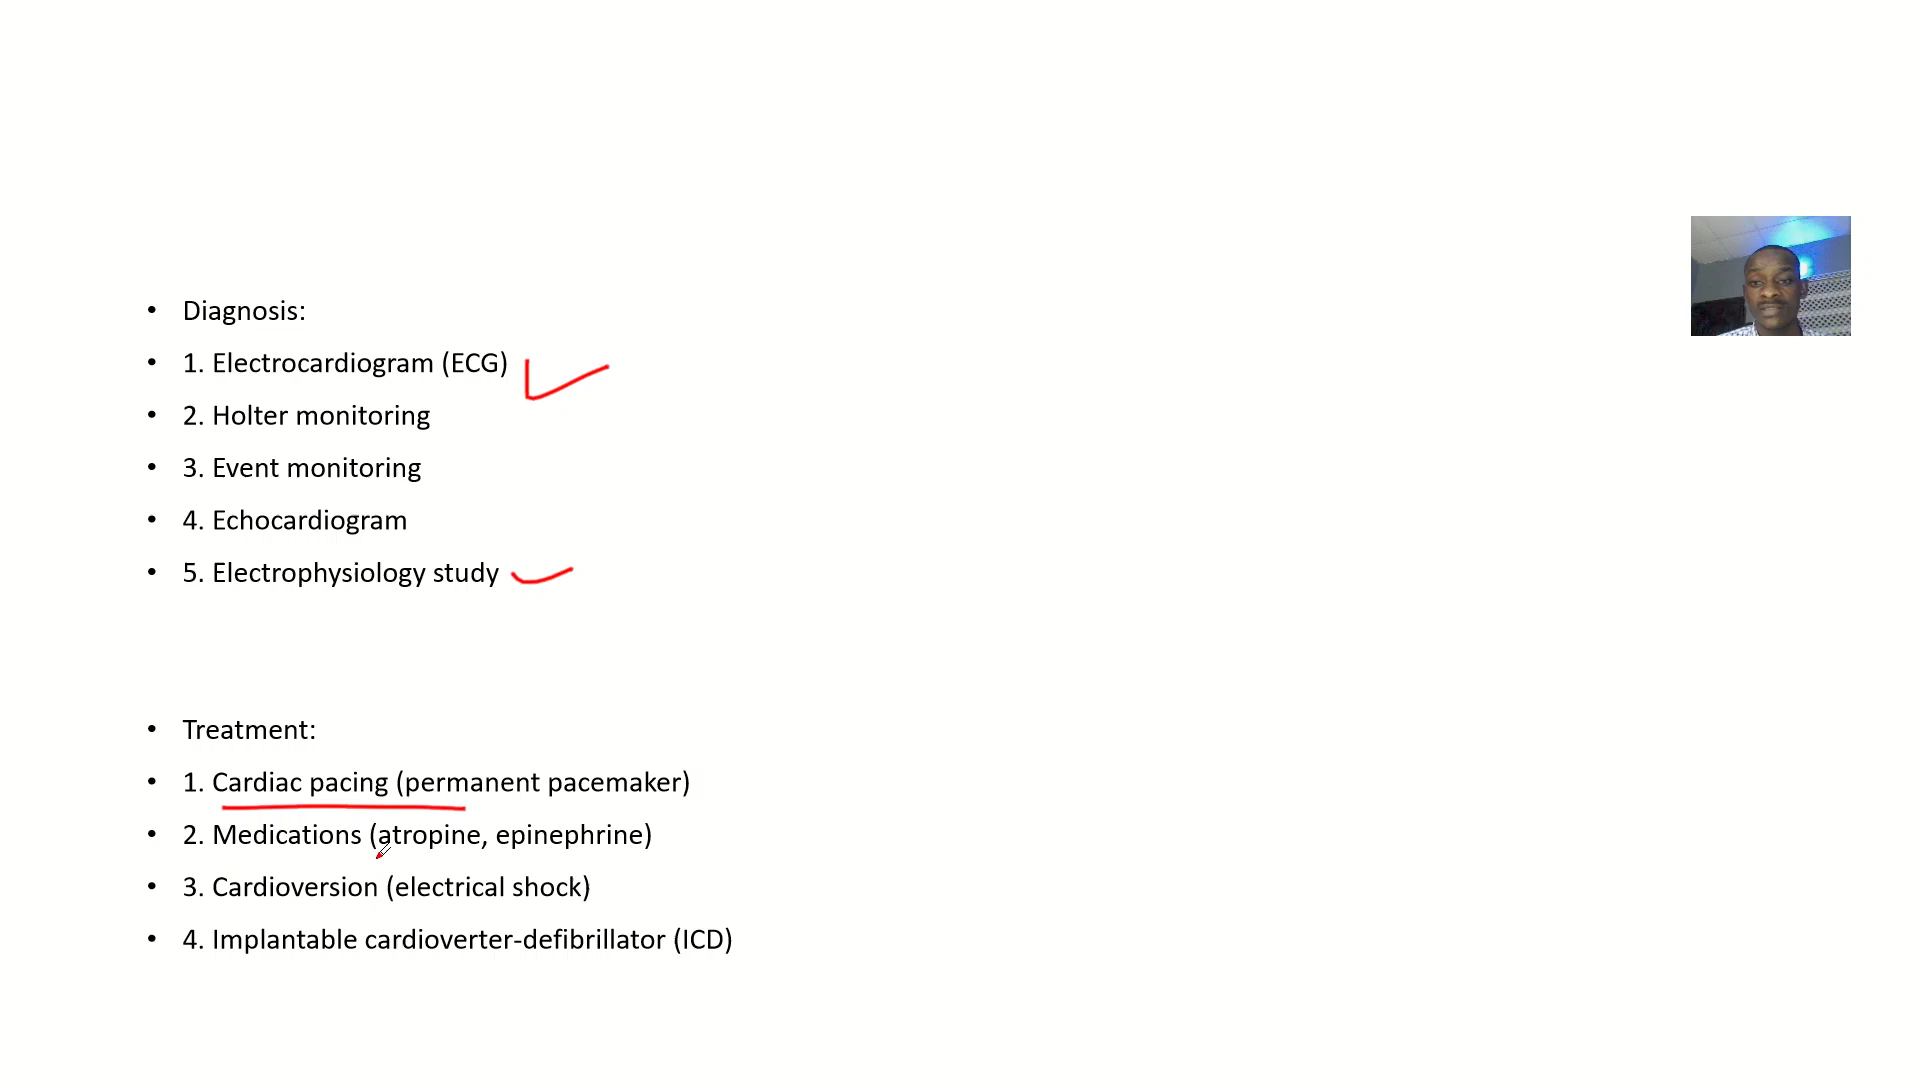 • Diagnosis:
• 1. Electrocardiogram (ECG)
• 2. Holter monitoring
• 3. Event monitoring
• 4. Echocardiogram
• 5. Electrophysiology study
• Treatment:
• 1. Cardiac pacing (permanent pacemaker)
• 2. Medications (atropine, epinephrine)
• 3. Cardioversion (electrical shock)
• 4. Implantable cardioverter-defibrillator (ICD)